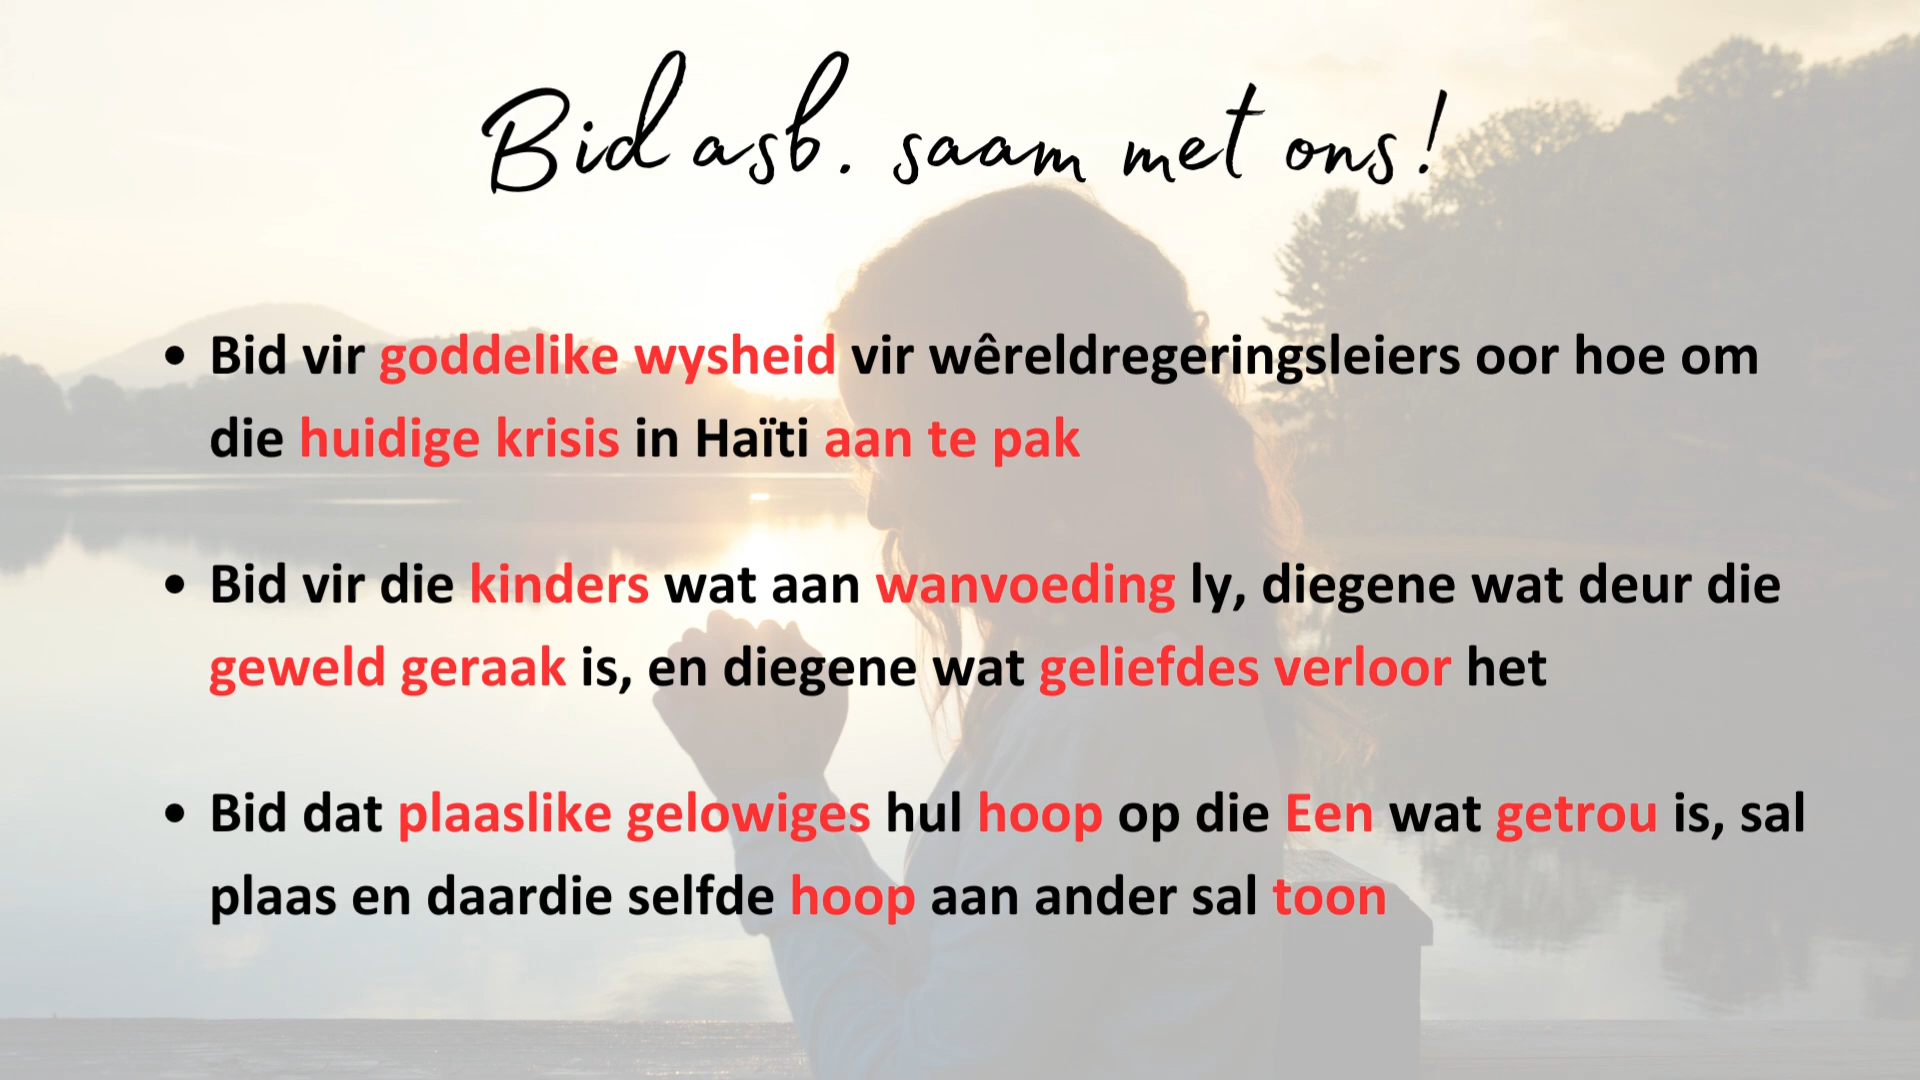 Bid asb. saam met ons!
• Bid vir goddelike wysheid vir wêreldregeringsleiers oor hoe om
die huidige krisis in Haïti aan te pak
• Bid vir die kinders wat aan wanvoeding ly, diegene wat deur die
geweld geraak is, en diegene wat geliefdes verloor het
• Bid dat plaaslike gelowiges hul hoop op die Een wat getrou is, sal
plaas en daardie selfde hoop aan ander sal toon